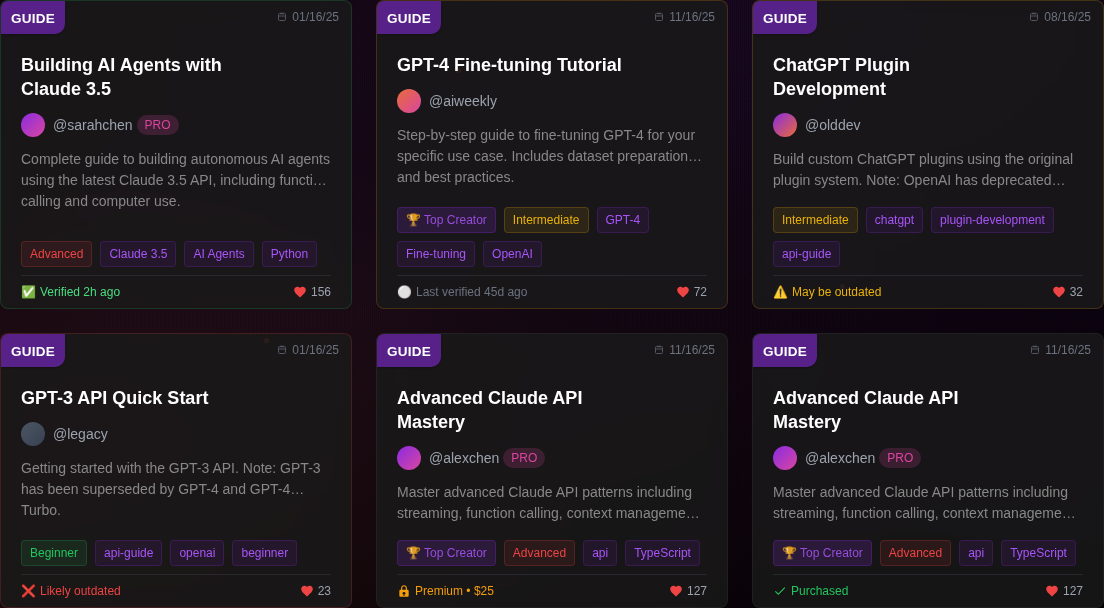 GUIDE
01/16/25
Building AI Agents with
Claude 3.5
@sarahchen PRO
Complete guide to building autonomous AI agents
using the latest Claude 3.5 API, including functi…
calling and computer use.
Advanced Claude 3.5 AI Agents Python
✅ Verified 2h ago
156
GUIDE
11/16/25
GPT-4 Fine-tuning Tutorial
@aiweekly
Step-by-step guide to fine-tuning GPT-4 for your
specific use case. Includes dataset preparation…
and best practices.
🏆 Top Creator Intermediate GPT-4
Fine-tuning OpenAI
⚪ Last verified 45d ago
72
GUIDE
08/16/25
ChatGPT Plugin
Development
@olddev
Build custom ChatGPT plugins using the original
plugin system. Note: OpenAI has deprecated…
Intermediate chatgpt plugin-development
api-guide
⚠️ May be outdated
32
GUIDE
01/16/25
GPT-3 API Quick Start
@legacy
Getting started with the GPT-3 API. Note: GPT-3
has been superseded by GPT-4 and GPT-4…
Turbo.
Beginner api-guide openai beginner
❌ Likely outdated
23
GUIDE
11/16/25
Advanced Claude API
Mastery
@alexchen PRO
Master advanced Claude API patterns including
streaming, function calling, context manageme…
🏆 Top Creator Advanced api TypeScript
🔒 Premium • $25
127
GUIDE
11/16/25
Advanced Claude API
Mastery
@alexchen PRO
Master advanced Claude API patterns including
streaming, function calling, context manageme…
🏆 Top Creator Advanced api TypeScript
✓ Purchased
127